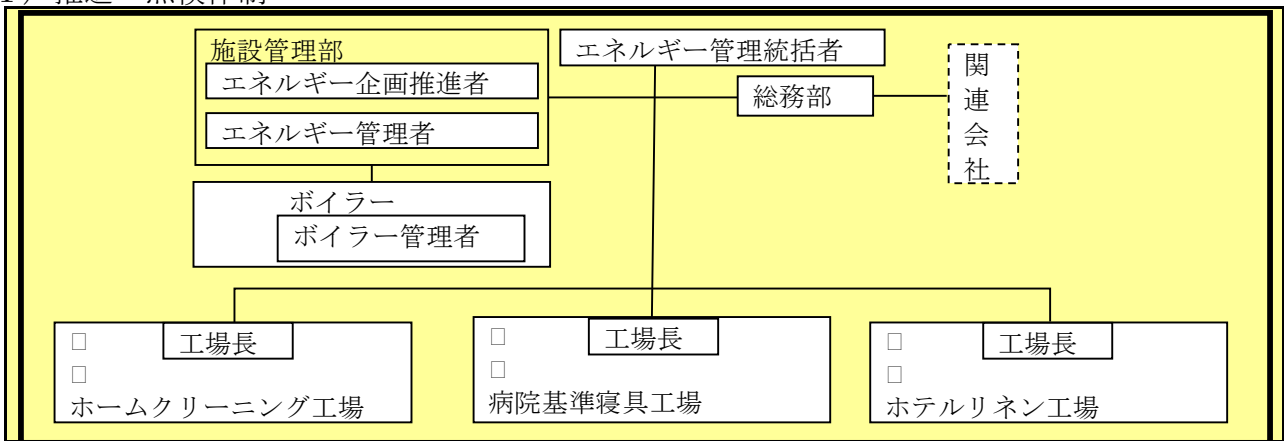 施設管理部
エネルギー企画推進者
エネルギー管理者
エネルギー管理統括者
総務部
関
連
会
社
ボイラー
ボイラー管理者
工場長
ホームクリーニング工場
工場長
病院基準寝具工場
工場長
ホテルリネン工場